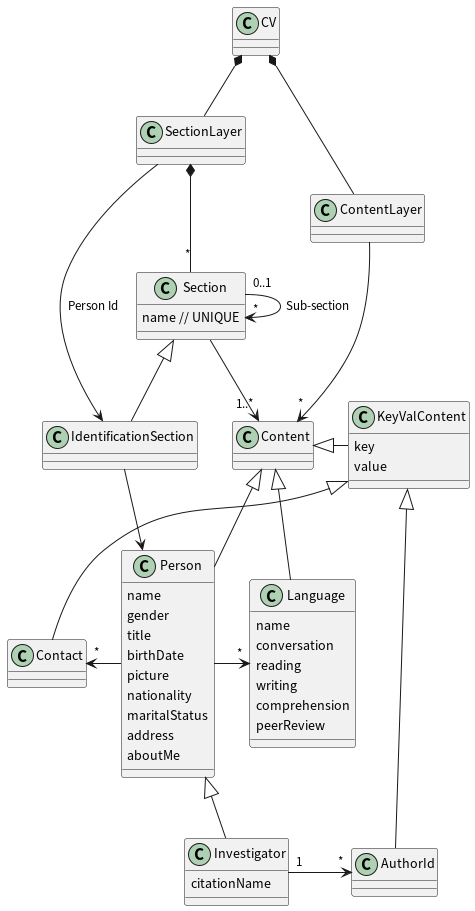 C CV
C SectionLayer
C ContentLayer
*
Person Id
C Section
name // UNIQUE
0..1
*
Sub-section
1..*
*
C IdentificationSection
C Content
C KeyValContent
key
value
C Person
name
gender
title
birthDate
picture
nationality
maritalStatus
address
aboutMe
C Language
name
conversation
reading
writing
comprehension
peerReview
C Contact
*
*
C Investigator
citationName
1
*
C AuthorId